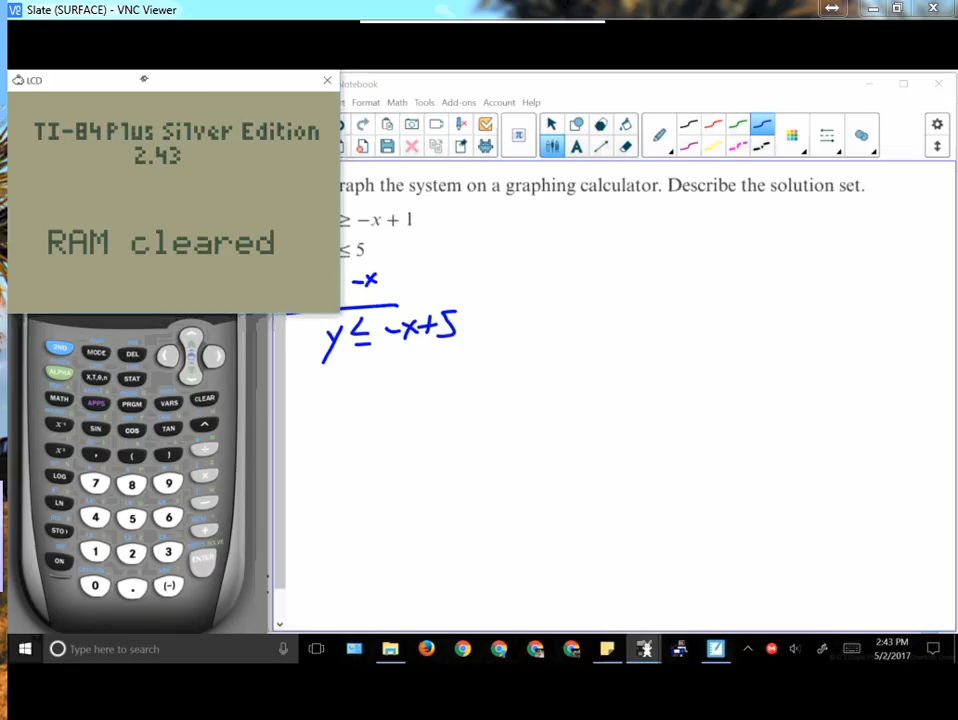 Slate (SURFACE) - VNC Viewer
LCD
Notebook
Format Math Tools Add-ons Account Help
TI-84 Plus Silver Edition
2.43
RAM cleared
raph the system on a graphing calculator. Describe the solution set.
≥ −x + 1
≤ 5
-x
y ≤ -x+5
2ND MODE DEL
ALPHA X,T,θ,n STAT
MATH APPS PRGM VARS CLEAR
x⁻¹ SIN COS TAN ^
x² , ( ) ÷
LOG 7 8 9 ×
LN 4 5 6 −
STO 1 2 3 +
ON 0 . (−) ENTER
Type here to search
2:43 PM
5/2/2017